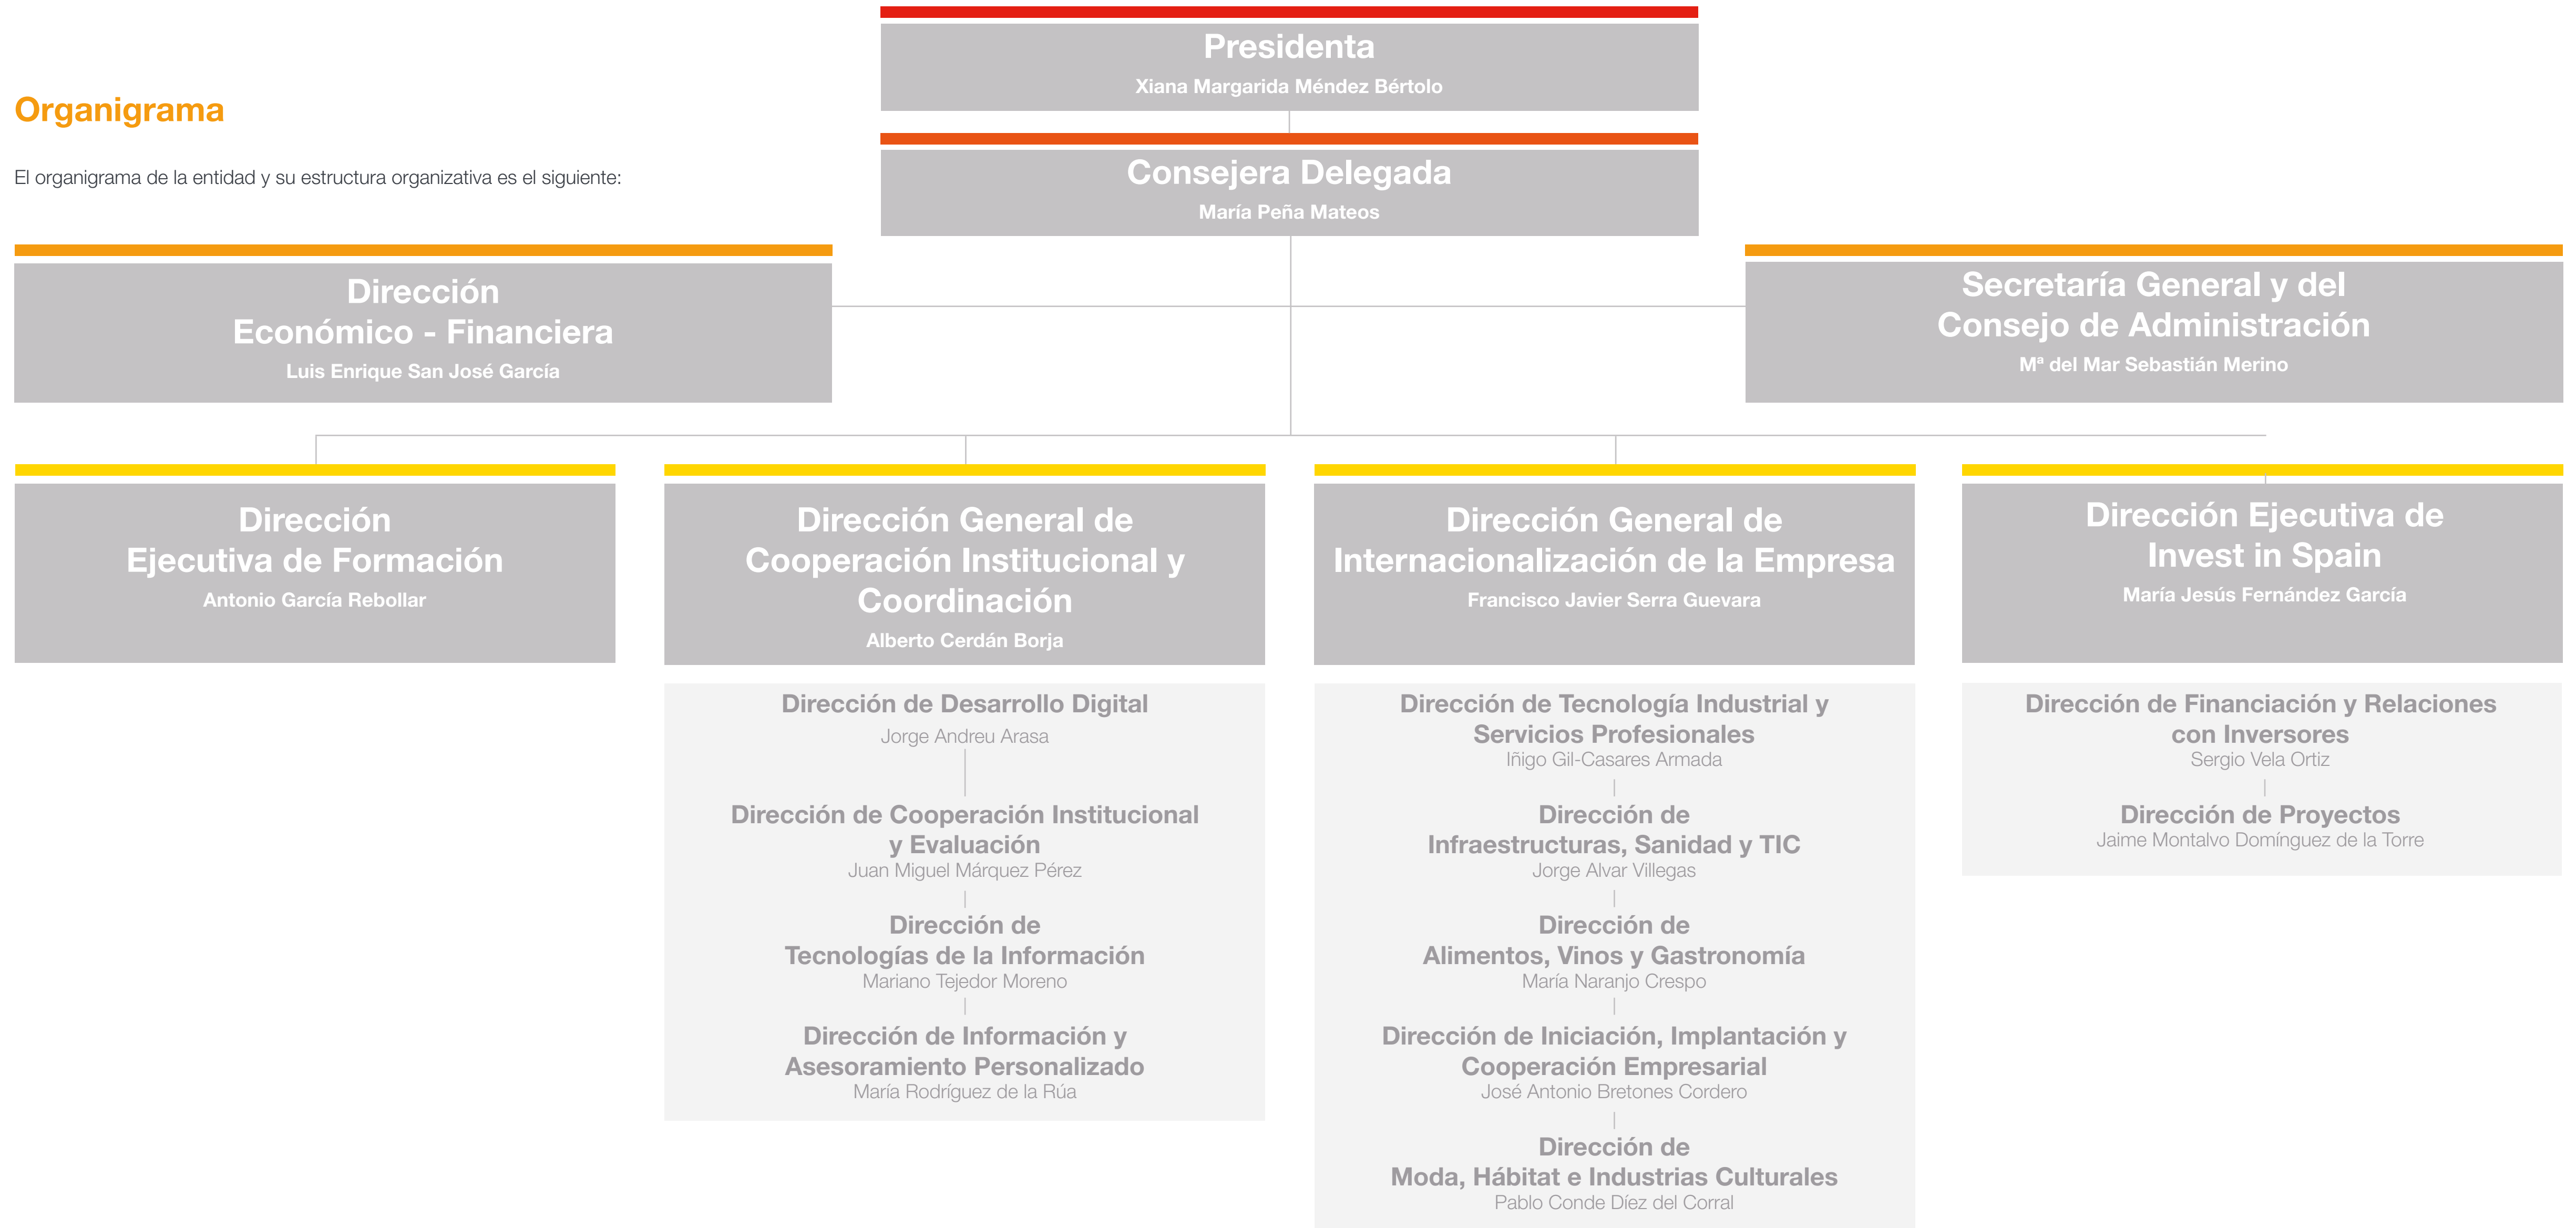 Presidenta
Xiana Margarida Méndez Bértolo
Organigrama
El organigrama de la entidad y su estructura organizativa es el siguiente:
Consejera Delegada
María Peña Mateos
Dirección
Económico - Financiera
Luis Enrique San José García
Secretaría General y del
Consejo de Administración
Mª del Mar Sebastián Merino
Dirección
Ejecutiva de Formación
Antonio García Rebollar
Dirección General de
Cooperación Institucional y
Coordinación
Alberto Cerdán Borja
Dirección General de
Internacionalización de la Empresa
Francisco Javier Serra Guevara
Dirección Ejecutiva de
Invest in Spain
María Jesús Fernández García
Dirección de Desarrollo Digital
Jorge Andreu Arasa
Dirección de Cooperación Institucional
y Evaluación
Juan Miguel Márquez Pérez
Dirección de
Tecnologías de la Información
Mariano Tejedor Moreno
Dirección de Información y
Asesoramiento Personalizado
María Rodríguez de la Rúa
Dirección de Tecnología Industrial y
Servicios Profesionales
Iñigo Gil-Casares Armada
Dirección de
Infraestructuras, Sanidad y TIC
Jorge Alvar Villegas
Dirección de
Alimentos, Vinos y Gastronomía
María Naranjo Crespo
Dirección de Iniciación, Implantación y
Cooperación Empresarial
José Antonio Bretones Cordero
Dirección de
Moda, Hábitat e Industrias Culturales
Pablo Conde Díez del Corral
Dirección de Financiación y Relaciones
con Inversores
Sergio Vela Ortiz
Dirección de Proyectos
Jaime Montalvo Domínguez de la Torre